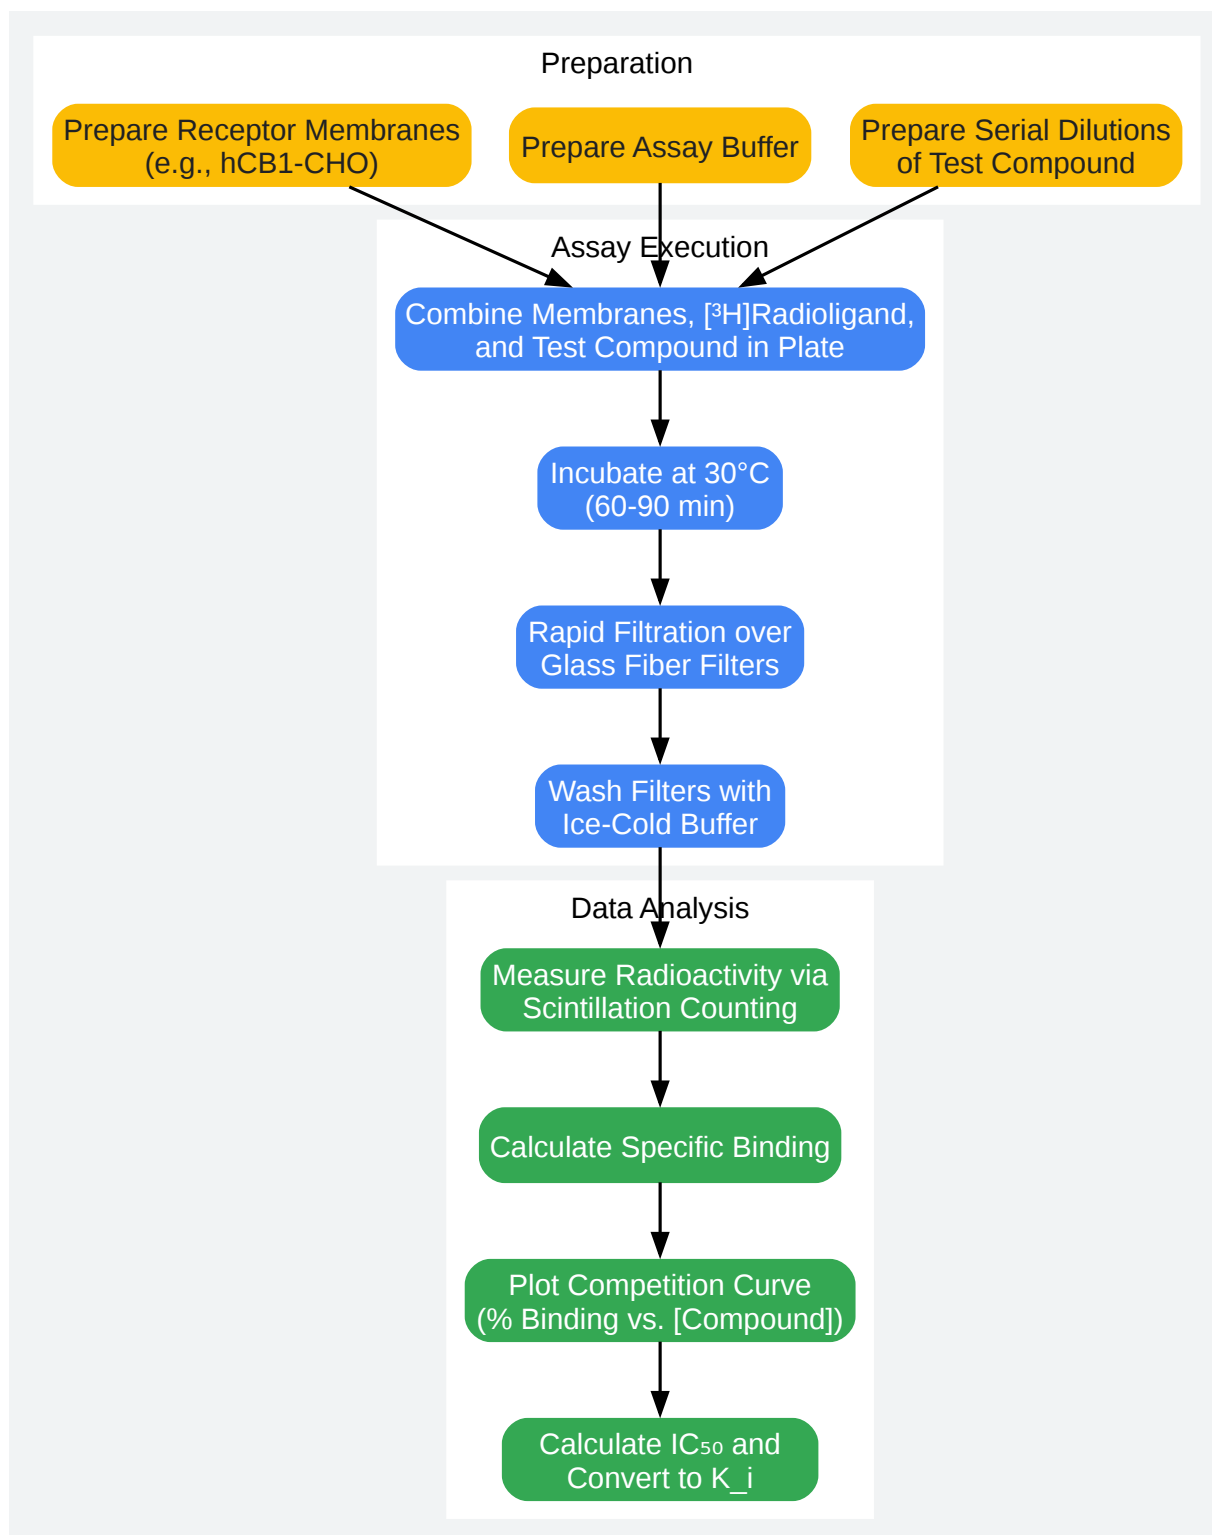 Preparation
Prepare Receptor Membranes
(e.g., hCB1-CHO)
Prepare Assay Buffer
Prepare Serial Dilutions
of Test Compound
Assay Execution
Combine Membranes, [³H]Radioligand,
and Test Compound in Plate
Incubate at 30°C
(60-90 min)
Rapid Filtration over
Glass Fiber Filters
Wash Filters with
Ice-Cold Buffer
Data Analysis
Measure Radioactivity via
Scintillation Counting
Calculate Specific Binding
Plot Competition Curve
(% Binding vs. [Compound])
Calculate IC₅₀ and
Convert to K_i